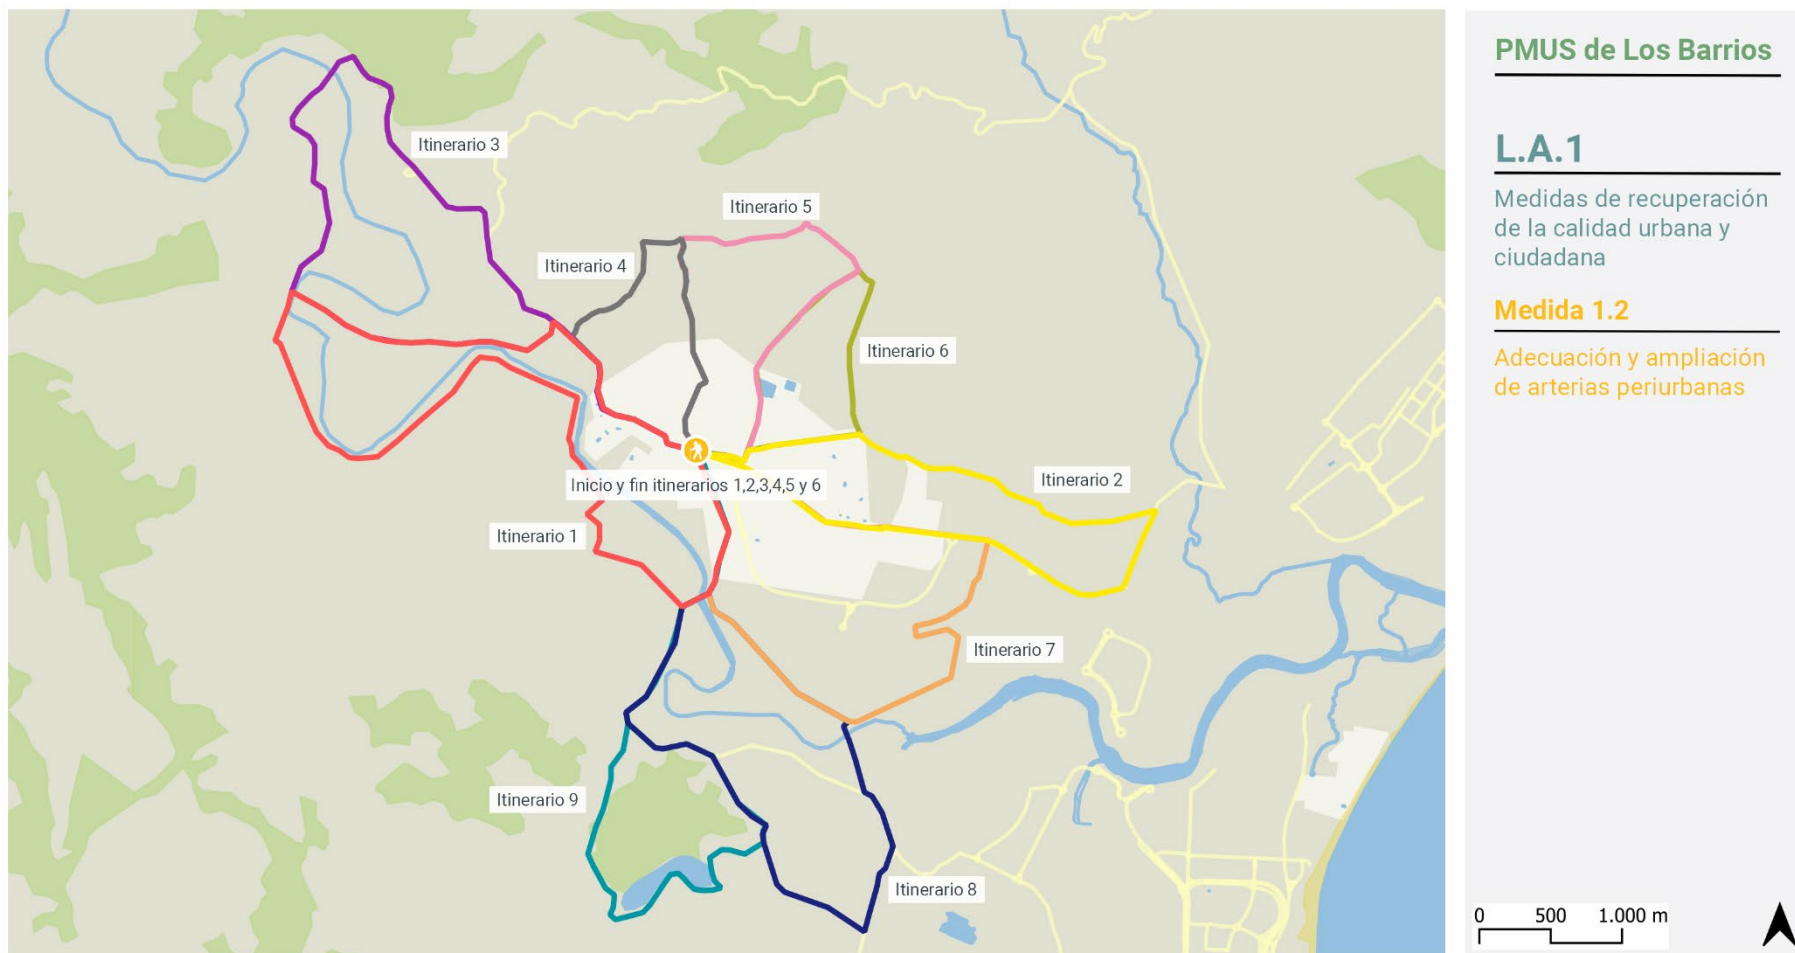 Itinerario 3
Itinerario 5
Itinerario 4
Itinerario 6
Itinerario 2
Inicio y fin itinerarios 1,2,3,4,5 y 6
Itinerario 1
Itinerario 7
Itinerario 9
Itinerario 8
PMUS de Los Barrios
L.A.1
Medidas de recuperación
de la calidad urbana y
ciudadana
Medida 1.2
Adecuación y ampliación
de arterias periurbanas
0 500 1.000 m